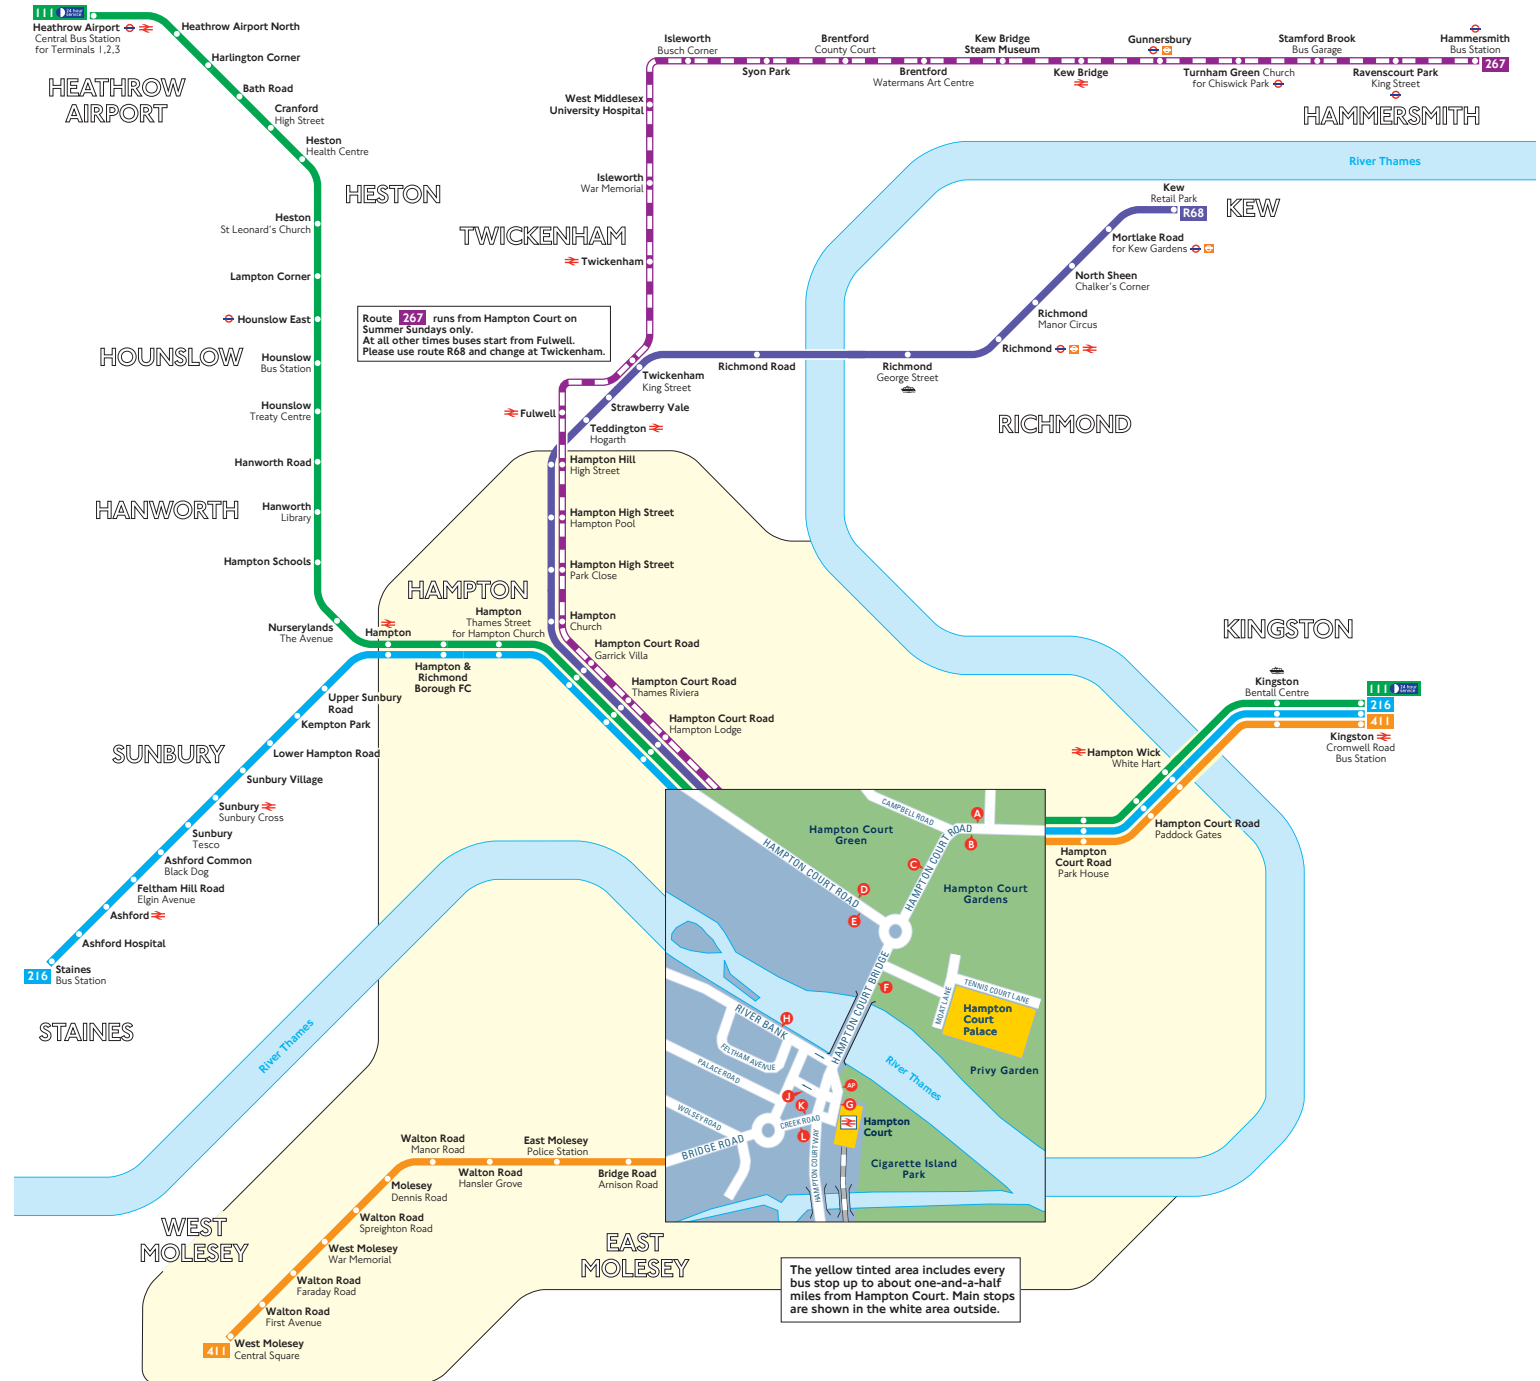 111 24 hour service
Heathrow Airport
Central Bus Station
for Terminals 1,2,3
Heathrow Airport North
Harlington Corner
Bath Road
Cranford
High Street
Heston
Health Centre
HEATHROW
AIRPORT
HESTON
Heston
St Leonard's Church
Lampton Corner
Hounslow East
HOUNSLOW
Hounslow
Bus Station
Hounslow
Treaty Centre
Hanworth Road
HANWORTH
Hanworth
Library
Hampton Schools
Nurserylands
The Avenue
Isleworth
Busch Corner
Syon Park
Brentford
County Court
Brentford
Watermans Art Centre
Kew Bridge
Steam Museum
Kew Bridge
Gunnersbury
Turnham Green Church
for Chiswick Park
Stamford Brook
Bus Garage
Ravenscourt Park
King Street
Hammersmith
Bus Station
267
HAMMERSMITH
West Middlesex
University Hospital
Isleworth
War Memorial
TWICKENHAM
Twickenham
River Thames
Kew
Retail Park
R68
KEW
Mortlake Road
for Kew Gardens
North Sheen
Chalker's Corner
Richmond
Manor Circus
Richmond
Richmond
George Street
Richmond Road
RICHMOND
Route 267 runs from Hampton Court on
Summer Sundays only.
At all other times buses start from Fulwell.
Please use route R68 and change at Twickenham.
Twickenham
King Street
Strawberry Vale
Teddington
Hogarth
Fulwell
Hampton Hill
High Street
Hampton High Street
Hampton Pool
Hampton High Street
Park Close
HAMPTON
Hampton
Church
Hampton
Hampton
Thames Street
for Hampton Church
Hampton &
Richmond
Borough FC
Hampton Court Road
Garrick Villa
Hampton Court Road
Thames Riviera
Hampton Court Road
Hampton Lodge
Upper Sunbury
Road
Kempton Park
Lower Hampton Road
Sunbury Village
SUNBURY
Sunbury
Sunbury Cross
Sunbury
Tesco
Ashford Common
Black Dog
Feltham Hill Road
Elgin Avenue
Ashford
Ashford Hospital
216
Staines
Bus Station
STAINES
River Thames
KINGSTON
Kingston
Bentall Centre
111 24 hour service
216
411
Kingston
Cromwell Road
Bus Station
Hampton Wick
White Hart
Hampton Court Road
Paddock Gates
Hampton
Court Road
Park House
CAMPBELL ROAD
Hampton Court
Green
HAMPTON COURT ROAD
HAMPTON COURT ROAD
A
B
C
D
E
Hampton Court
Gardens
HAMPTON COURT BRIDGE
F
MOAT LANE
TENNIS COURT LANE
Hampton
Court
Palace
Privy Garden
River Thames
H
RIVER BANK
FELTHAM AVENUE
PALACE ROAD
WOLSEY ROAD
BRIDGE ROAD
CREEK ROAD
HAMPTON COURT WAY
J
K
L
AP
G
Hampton
Court
Cigarette Island
Park
Walton Road
Manor Road
East Molesey
Police Station
Walton Road
Hansler Grove
Bridge Road
Arnison Road
Molesey
Dennis Road
Walton Road
Spreighton Road
West Molesey
War Memorial
Walton Road
Faraday Road
Walton Road
First Avenue
411
West Molesey
Central Square
WEST
MOLESEY
EAST
MOLESEY
The yellow tinted area includes every
bus stop up to about one-and-a-half
miles from Hampton Court. Main stops
are shown in the white area outside.